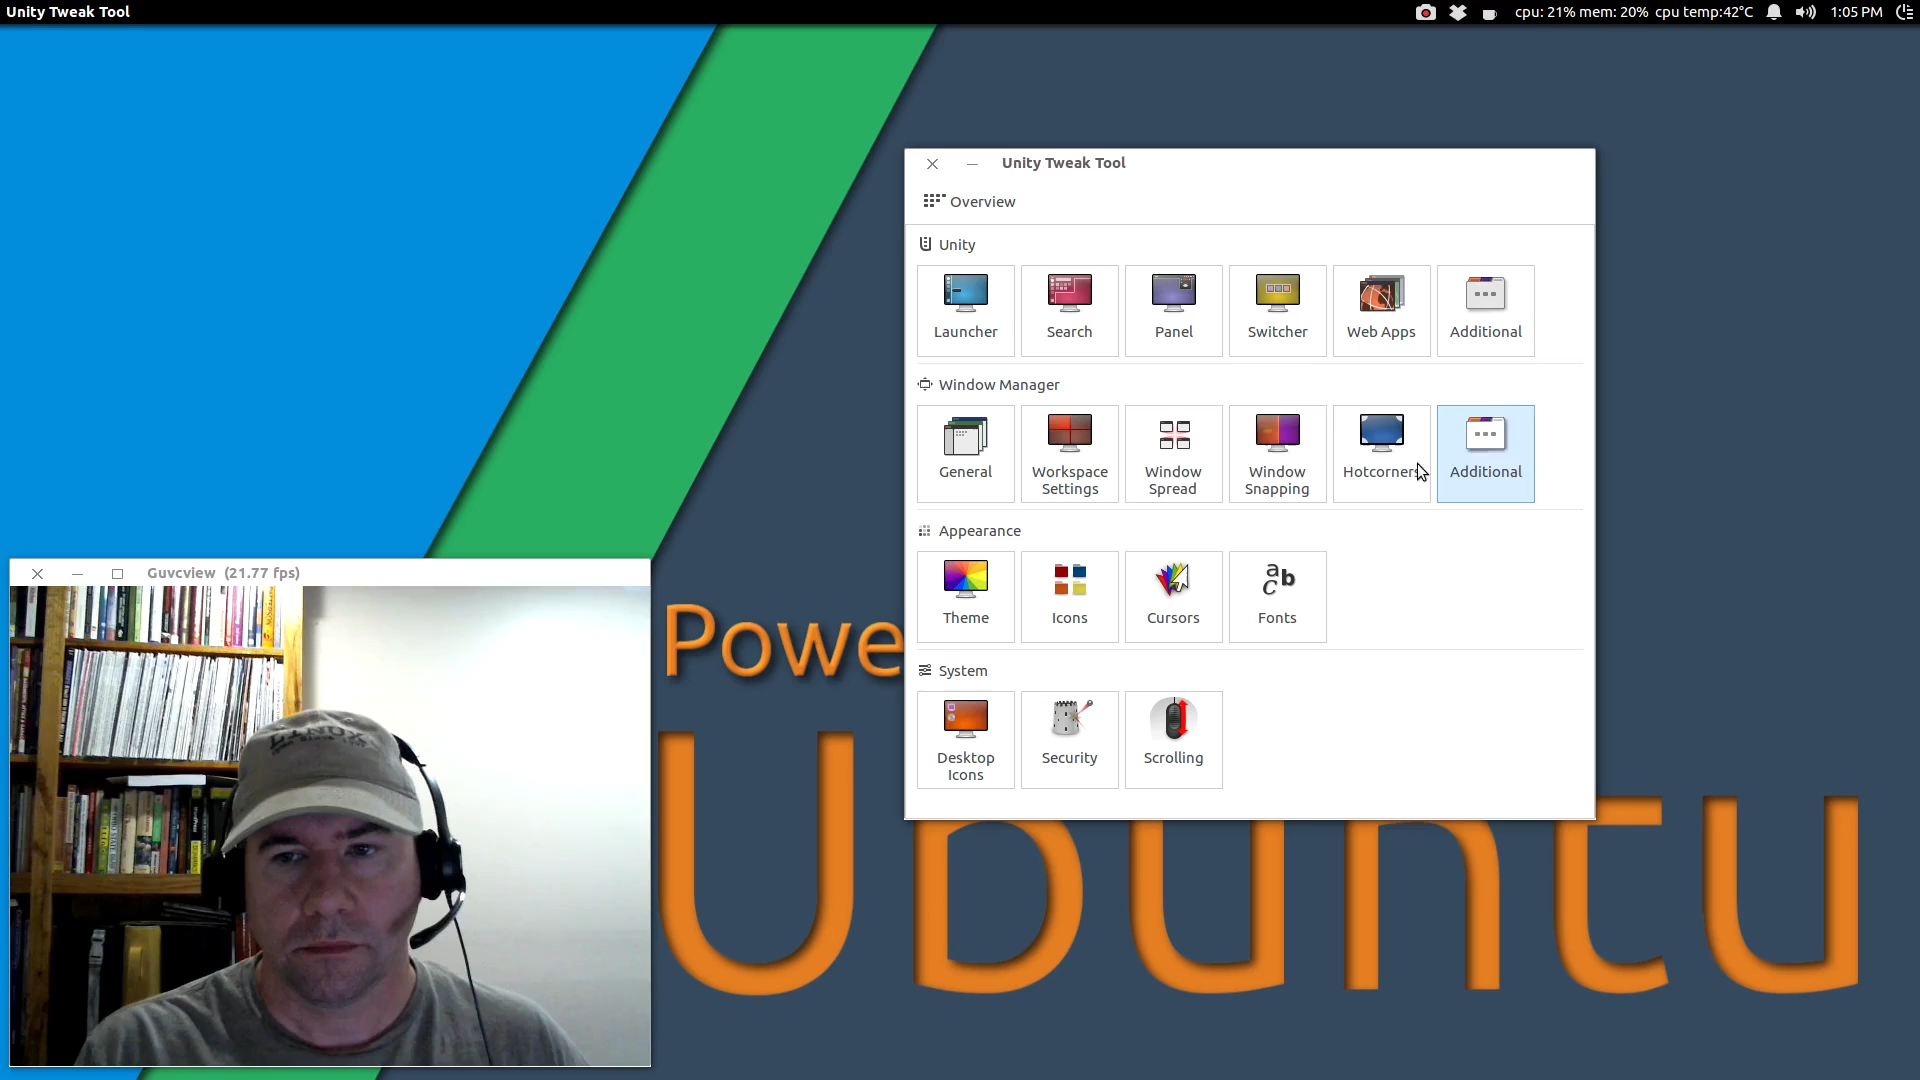 Unity Tweak Tool
cpu: 21% mem: 20% cpu temp:42°C 1:05 PM
Unity Tweak Tool
Overview
Unity
Launcher
Search
Panel
Switcher
Web Apps
Additional
Window Manager
General
Workspace
Settings
Window
Spread
Window
Snapping
Hotcorners
Additional
Appearance
Theme
Icons
Cursors
Fonts
System
Desktop
Icons
Security
Scrolling
Guvcview (21.77 fps)
LINUX
Powe
Ubuntu